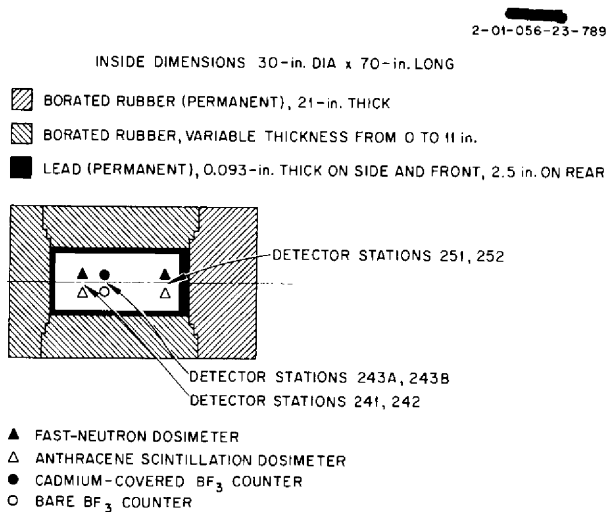 2-01-056-23-789
INSIDE DIMENSIONS 30-in. DIA x 70-in. LONG
BORATED RUBBER (PERMANENT), 21-in. THICK
BORATED RUBBER, VARIABLE THICKNESS FROM 0 TO 11 in.
LEAD (PERMANENT), 0.093-in. THICK ON SIDE AND FRONT, 2.5 in. ON REAR
DETECTOR STATIONS 251, 252
DETECTOR STATIONS 243A, 243B
DETECTOR STATIONS 241, 242
FAST-NEUTRON DOSIMETER
ANTHRACENE SCINTILLATION DOSIMETER
CADMIUM-COVERED BF₃ COUNTER
BARE BF₃ COUNTER